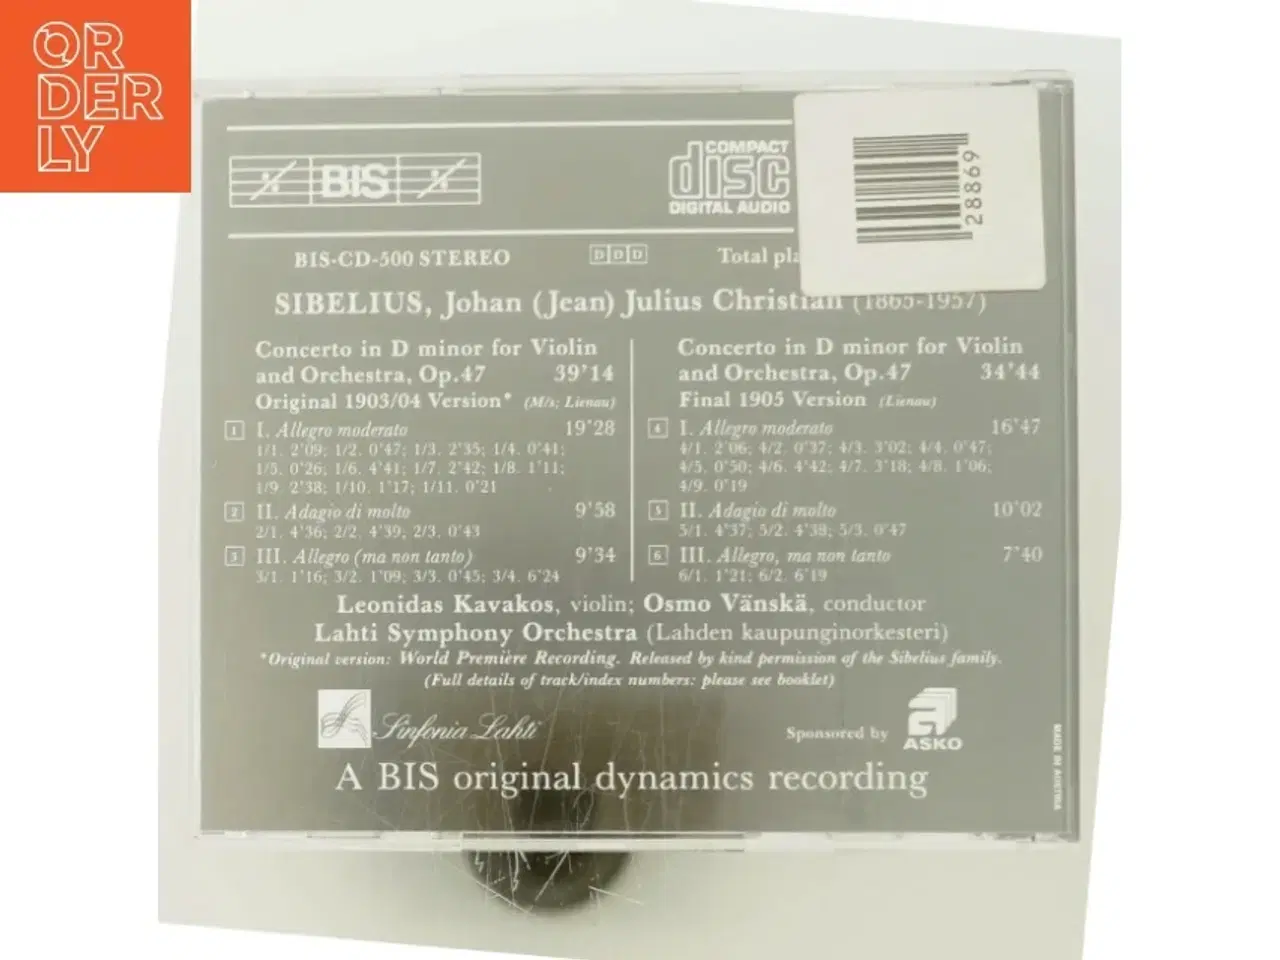 ORDERLY
COMPACT
disc
DIGITAL AUDIO
BIS
28869
BIS-CD-500 STEREO
DDD
Total
SIBELIUS, Johan (Jean) Julius Christian (1865-1957)
Concerto in D minor for Violin
and Orchestra, Op.47 39'14
Original 1903/04 Version* (M/s; Lienau)
1 I. Allegro moderato 19'28
1/1. 2'09; 1/2. 0'47; 1/3. 2'35; 1/4. 0'41;
1/5. 0'26; 1/6. 4'41; 1/7. 2'42; 1/8. 1'11;
1/9. 2'38; 1/10. 1'17; 1/11. 0'21
2 II. Adagio di molto 9'58
2/1. 4'36; 2/2. 4'39; 2/3. 0'43
3 III. Allegro (ma non tanto) 9'34
3/1. 1'16; 3/2. 1'09; 3/3. 0'45; 3/4. 6'24
Concerto in D minor for Violin
and Orchestra, Op.47 34'44
Final 1905 Version (Lienau)
4 I. Allegro moderato 16'47
4/1. 2'06; 4/2. 0'37; 4/3. 3'02; 4/4. 0'47;
4/5. 0'50; 4/6. 4'42; 4/7. 3'18; 4/8. 1'06;
4/9. 0'19
5 II. Adagio di molto 10'02
5/1. 4'37; 5/2. 4'38; 5/3. 0'47
6 III. Allegro, ma non tanto 7'40
6/1. 1'21; 6/2. 6'19
Leonidas Kavakos, violin; Osmo Vänskä, conductor
Lahti Symphony Orchestra (Lahden kaupunginorkesteri)
*Original version: World Première Recording. Released by kind permission of the Sibelius family.
(Full details of track/index numbers: please see booklet)
Sinfonia Lahti
Sponsored by
ASKO
A BIS original dynamics recording
MADE IN AUSTRIA